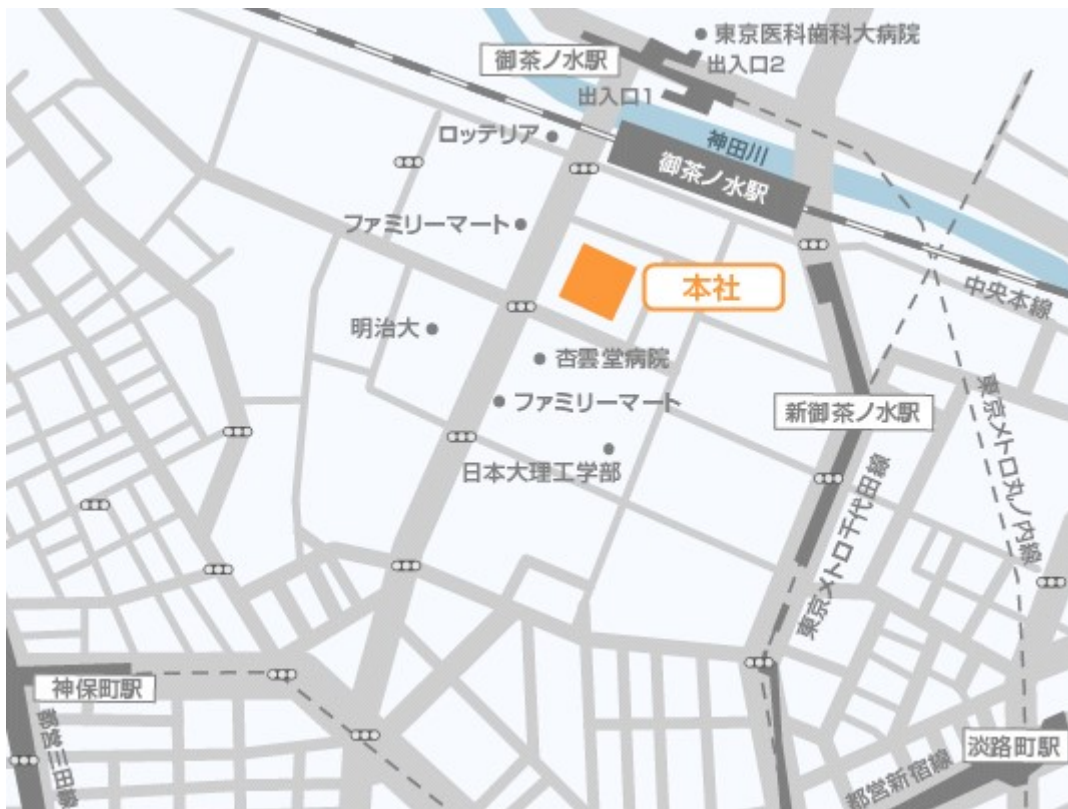 東京医科歯科大病院
御茶ノ水駅
出入口2
出入口1
ロッテリア
神田川
御茶ノ水駅
ファミリーマート
本社
中央本線
明治大
杏雲堂病院
ファミリーマート
新御茶ノ水駅
東京メトロ丸ノ内線
日本大理工学部
東京メトロ千代田線
神保町駅
都営三田線
淡路町駅
都営新宿線